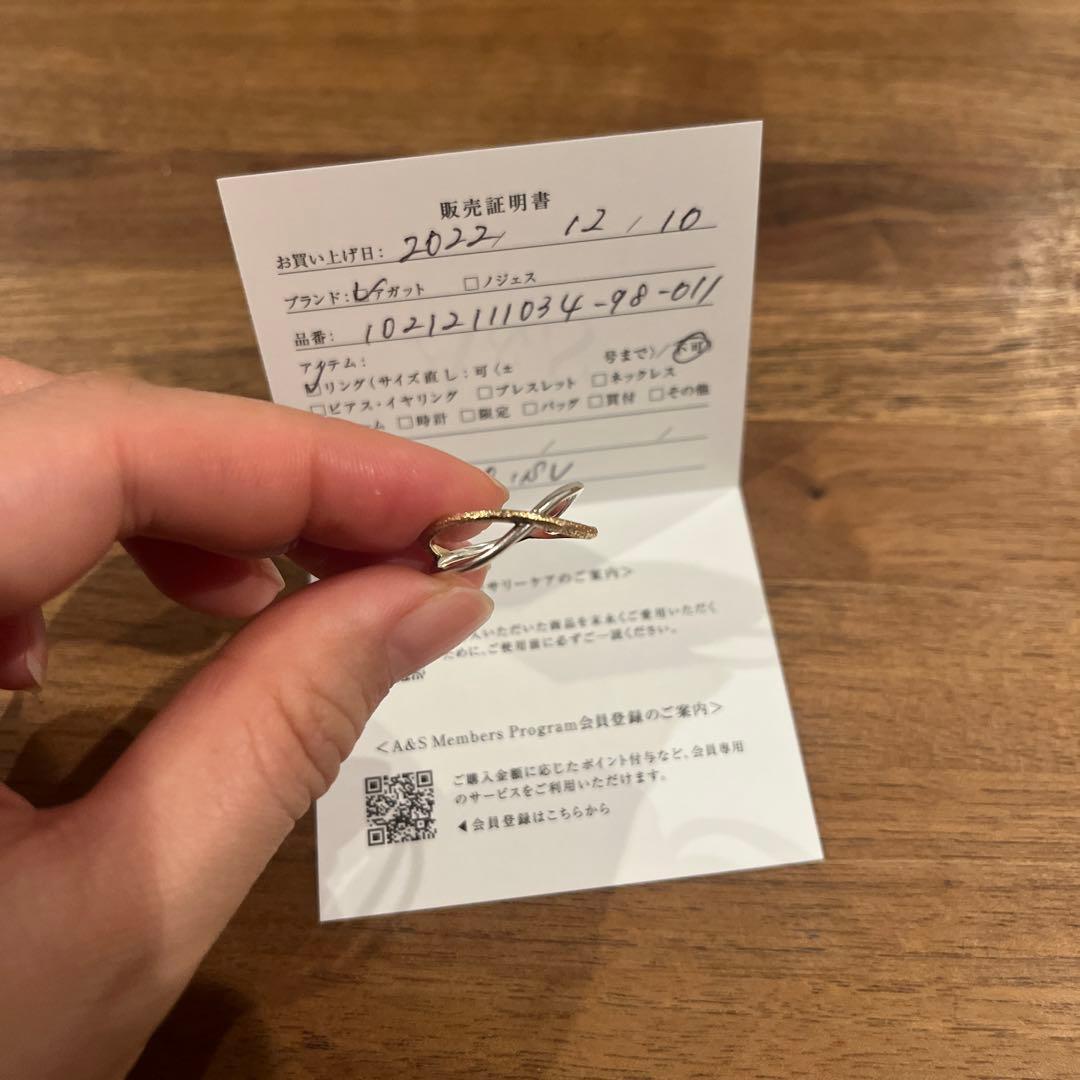 販売証明書
お買い上げ日: 2022/ 12 / 10
ブランド: ☑アガット □ノジェス
品番: 10212111034-98-011
アイテム:
☑リング(サイズ直し:可(± 号まで)/不可
□ピアス・イヤリング □ブレスレット □ネックレス
ム □時計 □限定 □バッグ □買付 □その他
/ /
サリーケアのご案内>
いただいた商品を末永くご愛用いただく
ために、ご使用前に必ずご一読ください。
<A&S Members Program会員登録のご案内>
ご購入金額に応じたポイント付与など、会員専用
のサービスをご利用いただけます。
◀会員登録はこちらから